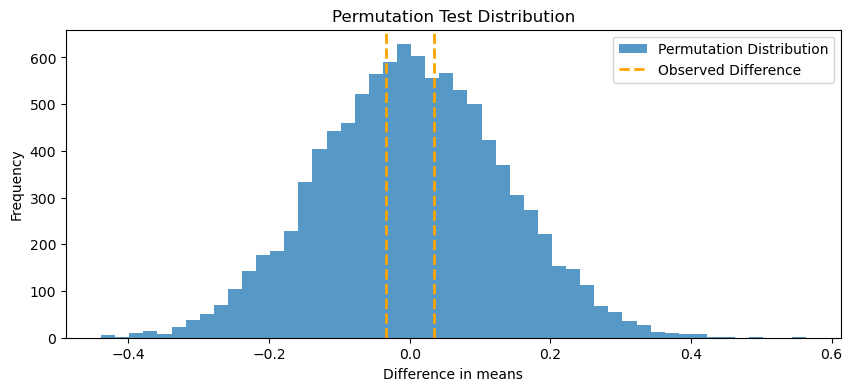 Permutation Test Distribution
Permutation Distribution
Observed Difference
Frequency
600
500
400
300
200
100
0
−0.4
−0.2
0.0
0.2
0.4
0.6
Difference in means